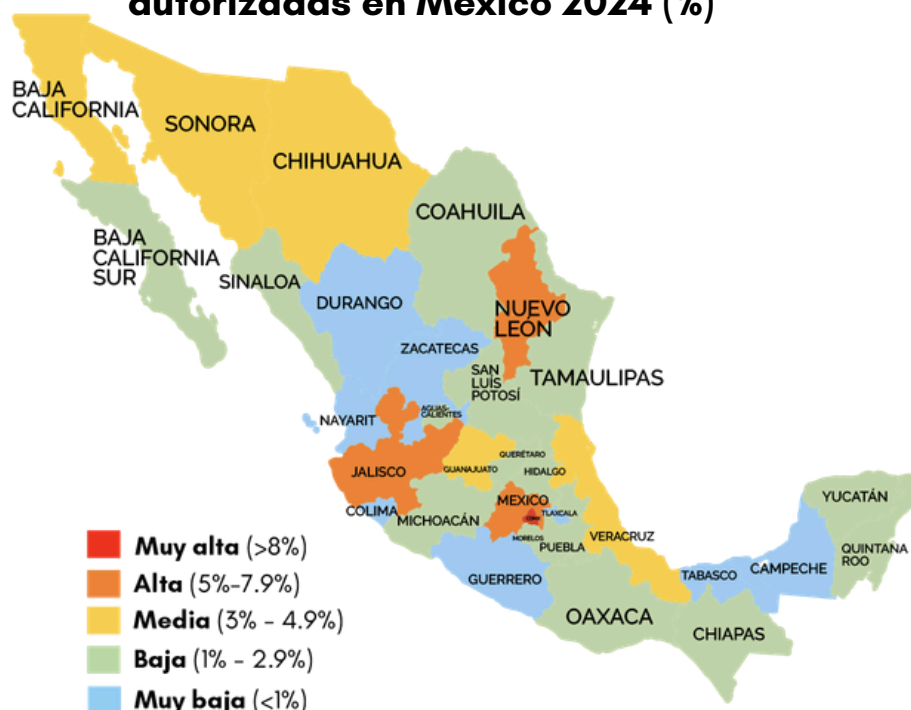 autorizadas en México 2024 (%)
BAJA
CALIFORNIA
SONORA
CHIHUAHUA
COAHUILA
BAJA
CALIFORNIA
SUR
SINALOA
DURANGO
NUEVO
LEÓN
ZACATECAS
SAN
LUÍS
POTOSÍ
TAMAULIPAS
NAYARIT
AGUAS-
CALIENTES
JALISCO
GUANAJUATO
QUERÉTARO
HIDALGO
COLIMA
MICHOACÁN
MEXICO
TLAXCALA
MORELOS
PUEBLA
VERACRUZ
GUERRERO
OAXACA
TABASCO
CAMPECHE
CHIAPAS
YUCATÁN
QUINTANA
ROO
Muy alta (>8%)
Alta (5%-7.9%)
Media (3% - 4.9%)
Baja (1% - 2.9%)
Muy baja (<1%)